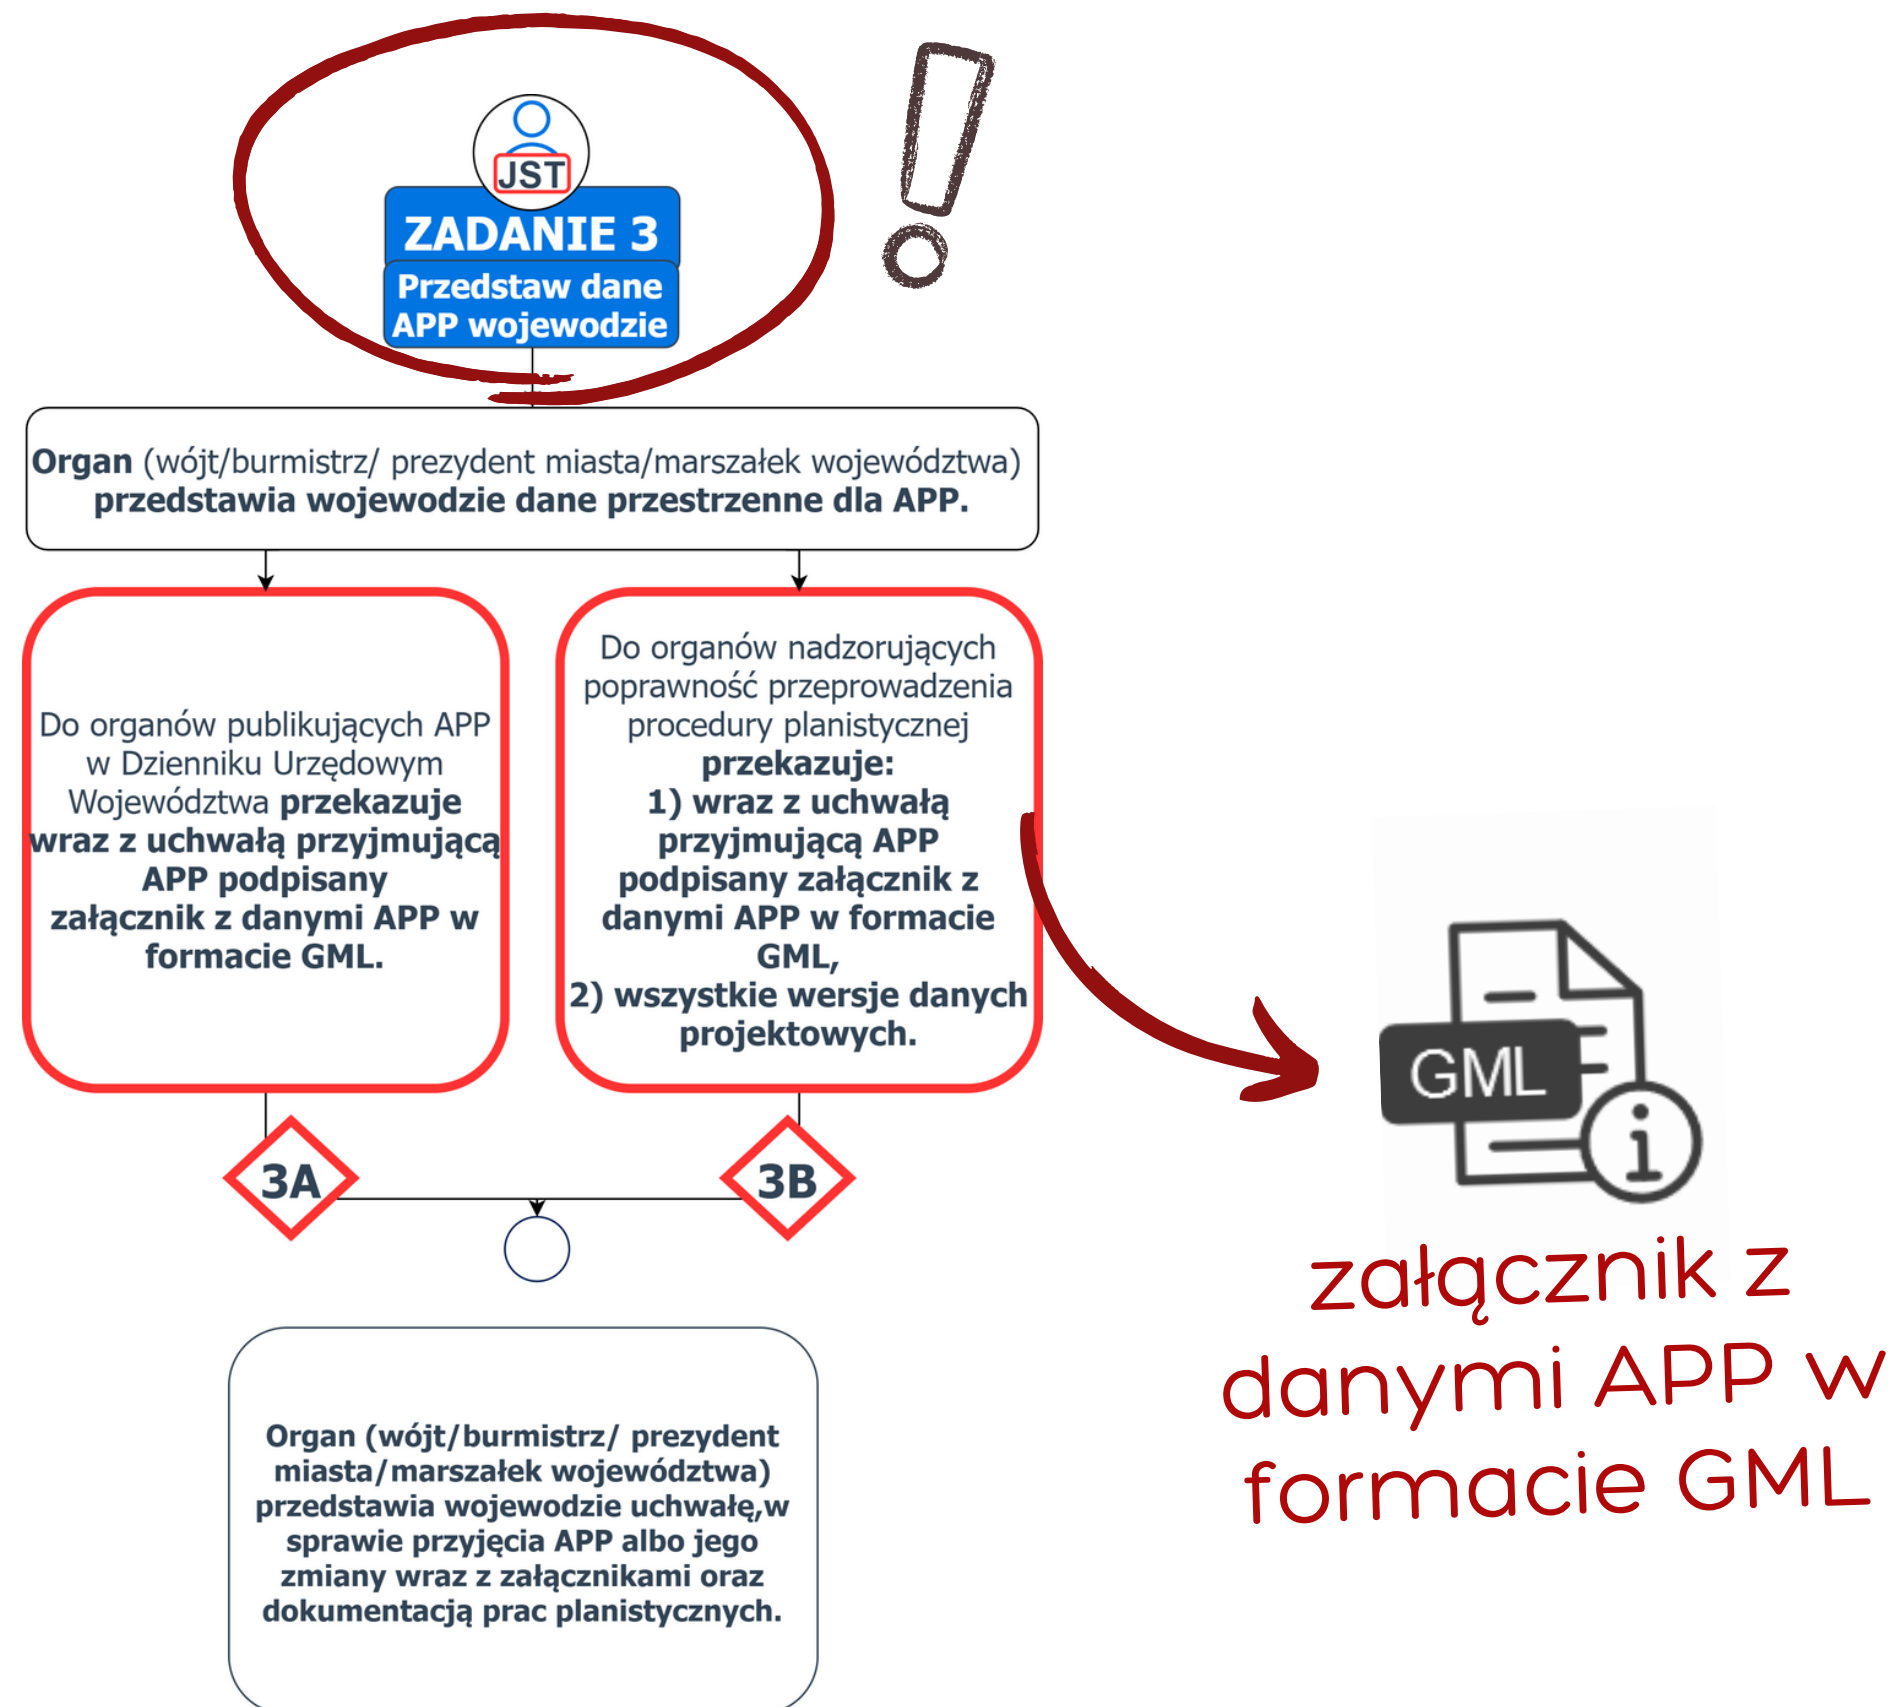 JST
ZADANIE 3
Przedstaw dane
APP wojewodzie
Organ (wójt/burmistrz/ prezydent miasta/marszałek województwa)
przedstawia wojewodzie dane przestrzenne dla APP.
Do organów publikujących APP
w Dzienniku Urzędowym
Województwa przekazuje
wraz z uchwałą przyjmującą
APP podpisany
załącznik z danymi APP w
formacie GML.
Do organów nadzorujących
poprawność przeprowadzenia
procedury planistycznej
przekazuje:
1) wraz z uchwałą
przyjmującą APP
podpisany załącznik z
danymi APP w formacie
GML,
2) wszystkie wersje danych
projektowych.
3A
3B
GML
i
załącznik z
danymi APP w
formacie GML
Organ (wójt/burmistrz/ prezydent
miasta/marszałek województwa)
przedstawia wojewodzie uchwałę,w
sprawie przyjęcia APP albo jego
zmiany wraz z załącznikami oraz
dokumentacją prac planistycznych.